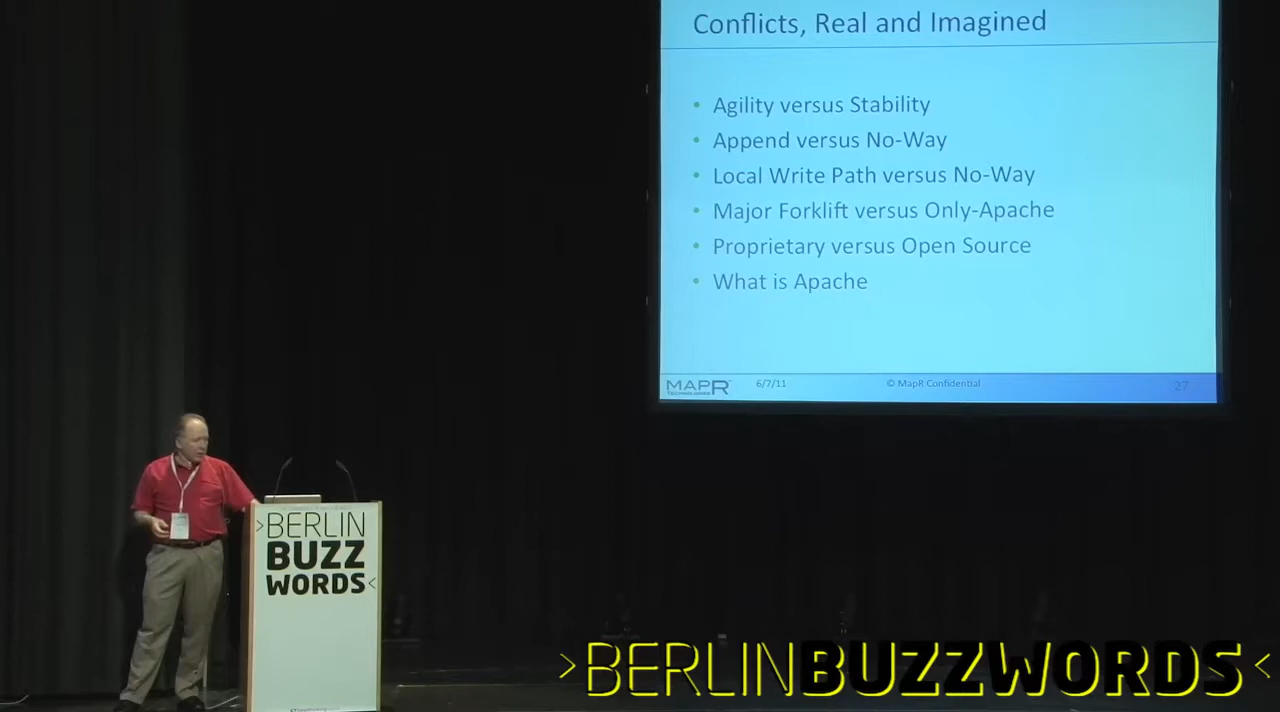 Conflicts, Real and Imagined
• Agility versus Stability
• Append versus No-Way
• Local Write Path versus No-Way
• Major Forklift versus Only-Apache
• Proprietary versus Open Source
• What is Apache
MAPR
TECHNOLOGIES
6/7/11
© MapR Confidential
27
>BERLIN
BUZZ
WORDS<
>BERLINBUZZWORDS<